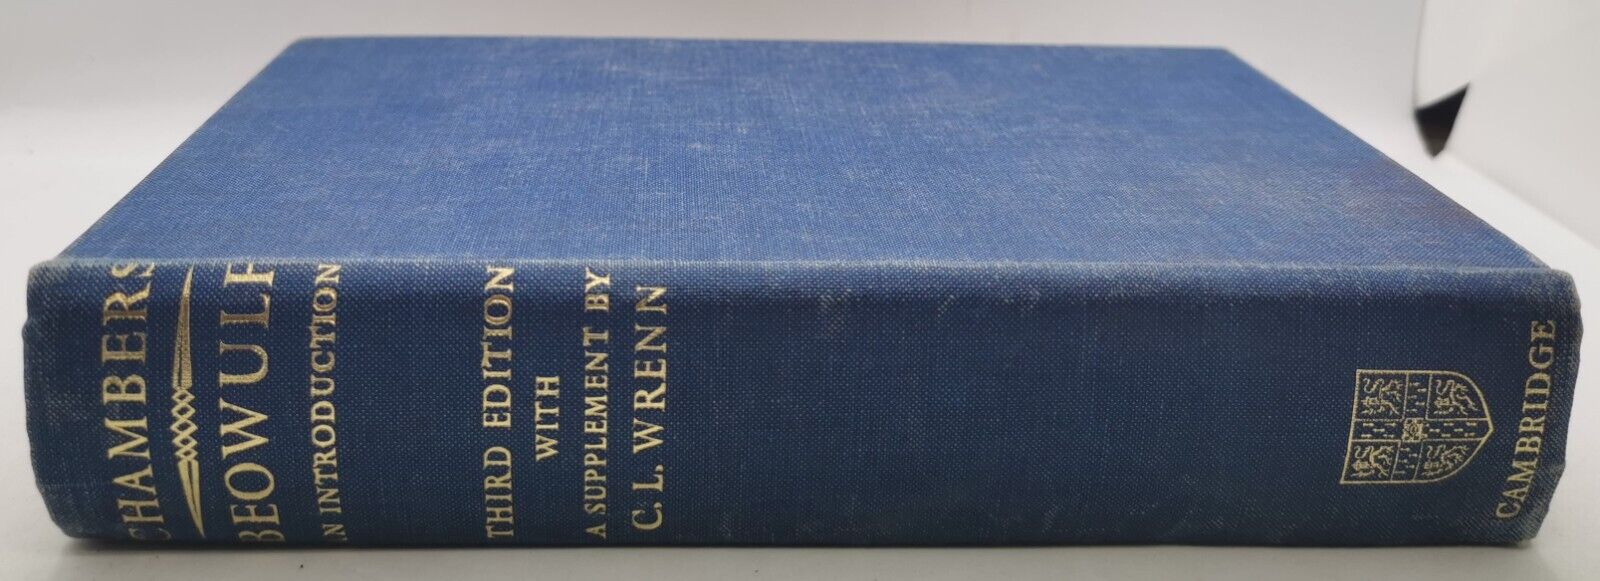 CHAMBERS
BEOWULF
AN INTRODUCTION
THIRD EDITION
WITH
A SUPPLEMENT BY
C. L. WRENN
CAMBRIDGE